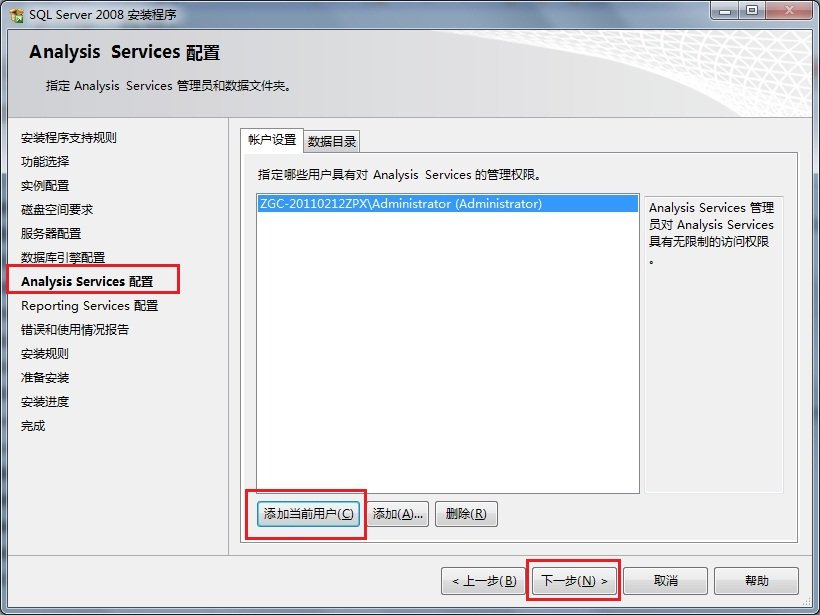 SQL Server 2008 安装程序
Analysis Services 配置
指定 Analysis Services 管理员和数据文件夹。
安装程序支持规则
功能选择
实例配置
磁盘空间要求
服务器配置
数据库引擎配置
Analysis Services 配置
Reporting Services 配置
错误和使用情况报告
安装规则
准备安装
安装进度
完成
帐户设置 数据目录
指定哪些用户具有对 Analysis Services 的管理权限。
ZGC-20110212ZPX\Administrator (Administrator)
Analysis Services 管理
员对 Analysis Services
具有无限制的访问权限
。
添加当前用户(C) 添加(A)... 删除(R)
< 上一步(B) 下一步(N) > 取消 帮助